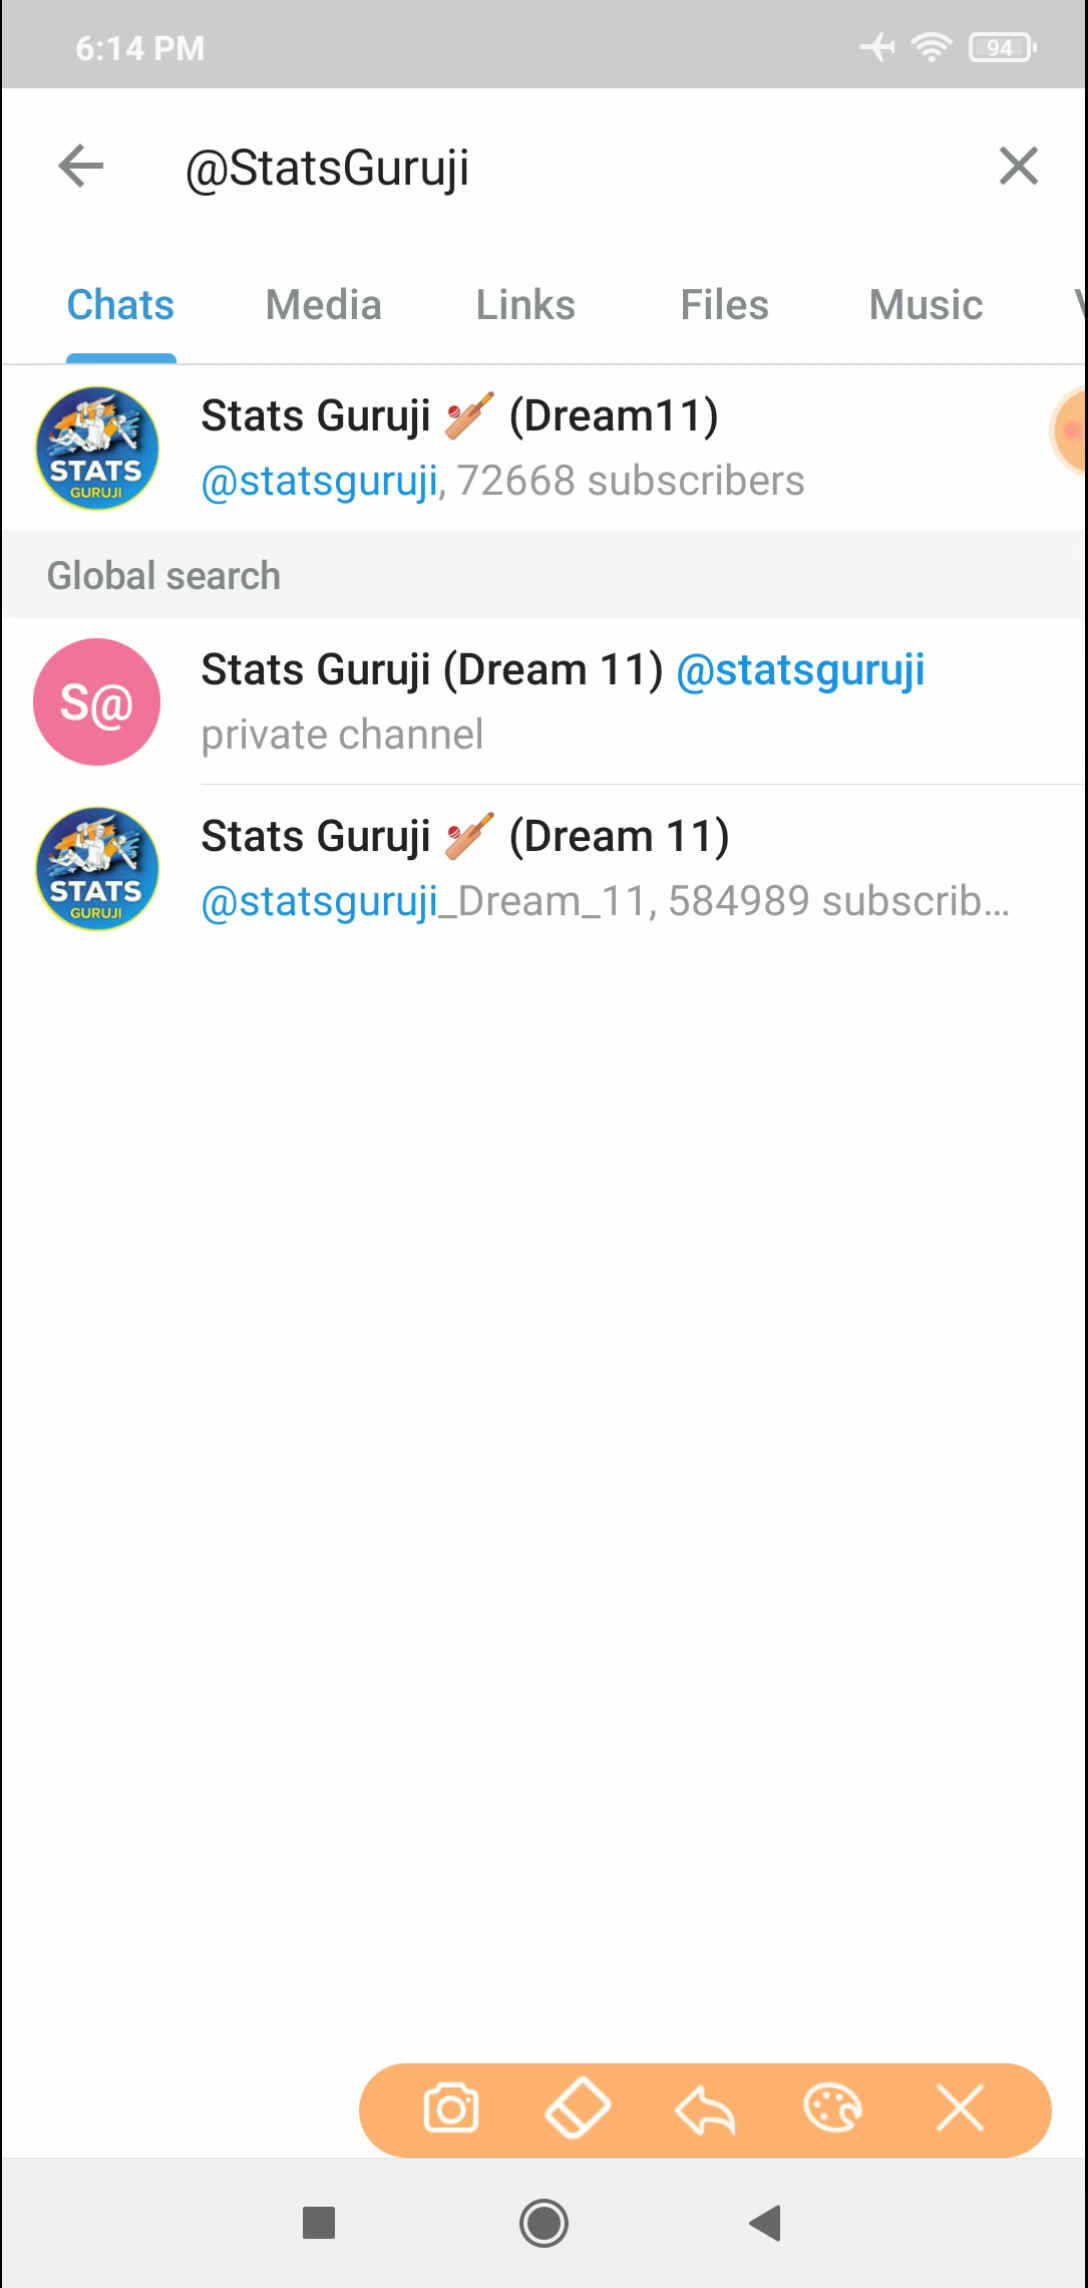 6:14 PM
94
@StatsGuruji
Chats Media Links Files Music
STATS
GURUJI
Stats Guruji 🏏 (Dream11)
@statsguruji, 72668 subscribers
Global search
S@
Stats Guruji (Dream 11) @statsguruji
private channel
STATS
GURUJI
Stats Guruji 🏏 (Dream 11)
@statsguruji_Dream_11, 584989 subscrib...